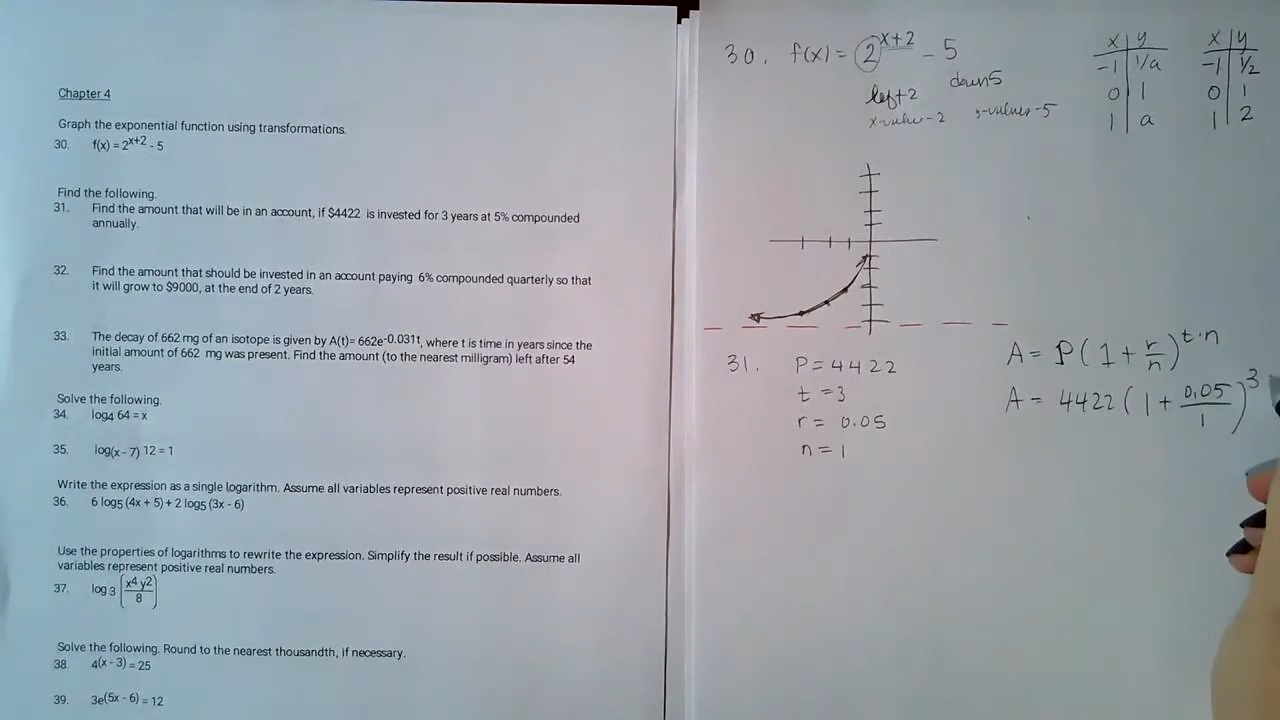 Chapter 4
Graph the exponential function using transformations.
30. f(x) = 2^x+2 - 5
Find the following.
31. Find the amount that will be in an account, if $4422 is invested for 3 years at 5% compounded
annually.
32. Find the amount that should be invested in an account paying 6% compounded quarterly so that
it will grow to $9000, at the end of 2 years.
33. The decay of 662 mg of an isotope is given by A(t)= 662e^-0.031t, where t is time in years since the
initial amount of 662 mg was present. Find the amount (to the nearest milligram) left after 54
years.
Solve the following.
34. log4 64 = x
35. log(x - 7) 12 = 1
Write the expression as a single logarithm. Assume all variables represent positive real numbers.
36. 6 log5 (4x + 5) + 2 log5 (3x - 6)
Use the properties of logarithms to rewrite the expression. Simplify the result if possible. Assume all
variables represent positive real numbers.
37. log3 (x4 y2 / 8)
Solve the following. Round to the nearest thousandth, if necessary.
38. 4^(x - 3) = 25
39. 3e^(5x - 6) = 12
30. f(x) = 2^x+2 - 5
left 2 down 5
x-value - 2 y-values - 5
x | y
-1 | 1/a
0 | 1
1 | a
x | y
-1 | 1/2
0 | 1
1 | 2
31. P = 4422
t = 3
r = 0.05
n = 1
A = P(1 + r/n)^t·n
A = 4422(1 + 0.05/1)^3